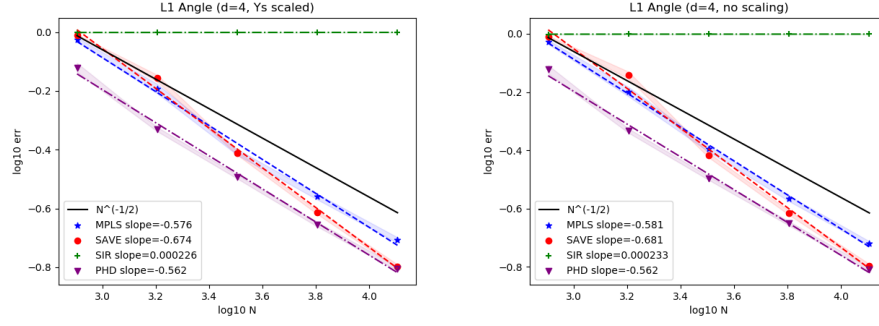 L1 Angle (d=4, Ys scaled)
0.0
−0.2
−0.4
−0.6
−0.8
log10 err
N^(-1/2)
MPLS slope=-0.576
SAVE slope=-0.674
SIR slope=0.000226
PHD slope=-0.562
3.0
3.2
3.4
3.6
3.8
4.0
log10 N
L1 Angle (d=4, no scaling)
0.0
−0.2
−0.4
−0.6
−0.8
log10 err
N^(-1/2)
MPLS slope=-0.581
SAVE slope=-0.681
SIR slope=0.000233
PHD slope=-0.562
3.0
3.2
3.4
3.6
3.8
4.0
log10 N